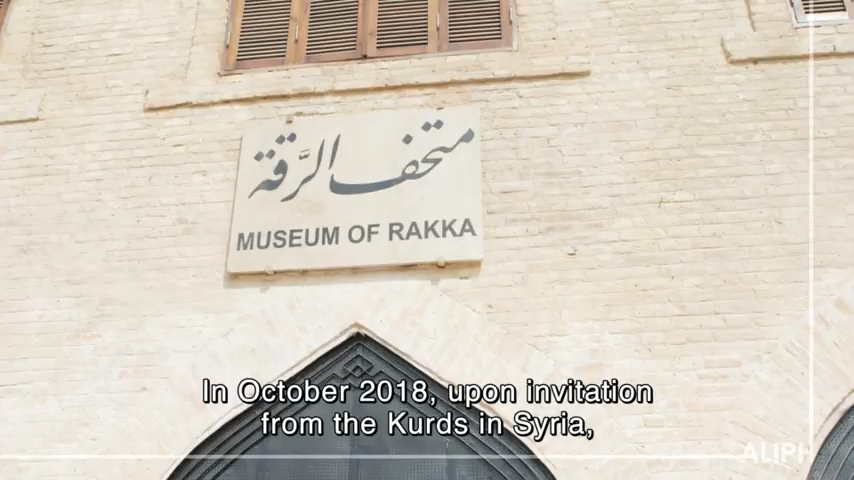 متحف الرقة
MUSEUM OF RAKKA
In October 2018, upon invitation
from the Kurds in Syria,
ALIPH